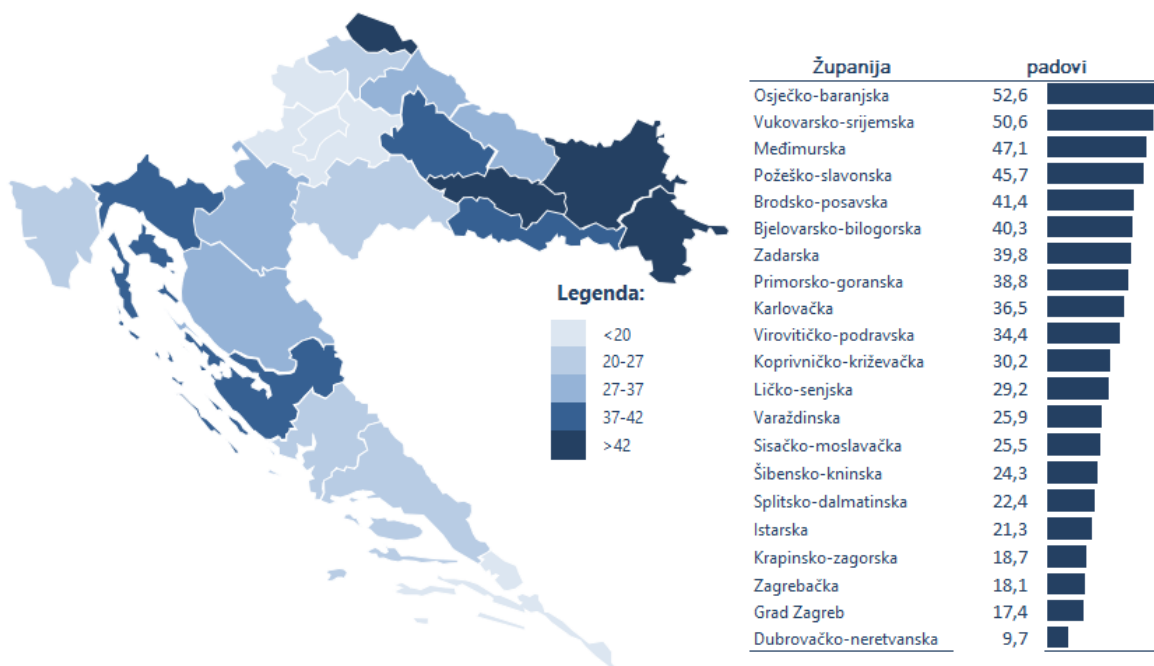 Legenda:
<20
20-27
27-37
37-42
>42
Županija padovi
Osječko-baranjska 52,6
Vukovarsko-srijemska 50,6
Međimurska 47,1
Požeško-slavonska 45,7
Brodsko-posavska 41,4
Bjelovarsko-bilogorska 40,3
Zadarska 39,8
Primorsko-goranska 38,8
Karlovačka 36,5
Virovitičko-podravska 34,4
Koprivničko-križevačka 30,2
Ličko-senjska 29,2
Varaždinska 25,9
Sisačko-moslavačka 25,5
Šibensko-kninska 24,3
Splitsko-dalmatinska 22,4
Istarska 21,3
Krapinsko-zagorska 18,7
Zagrebačka 18,1
Grad Zagreb 17,4
Dubrovačko-neretvanska 9,7